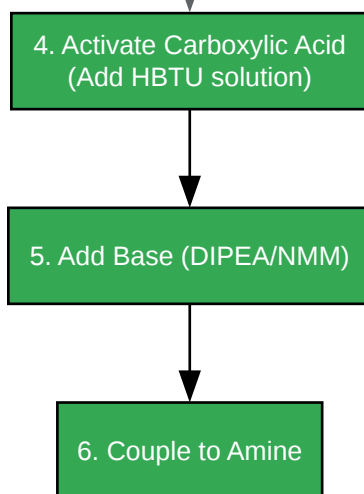 4. Activate Carboxylic Acid
(Add HBTU solution)
5. Add Base (DIPEA/NMM)
6. Couple to Amine